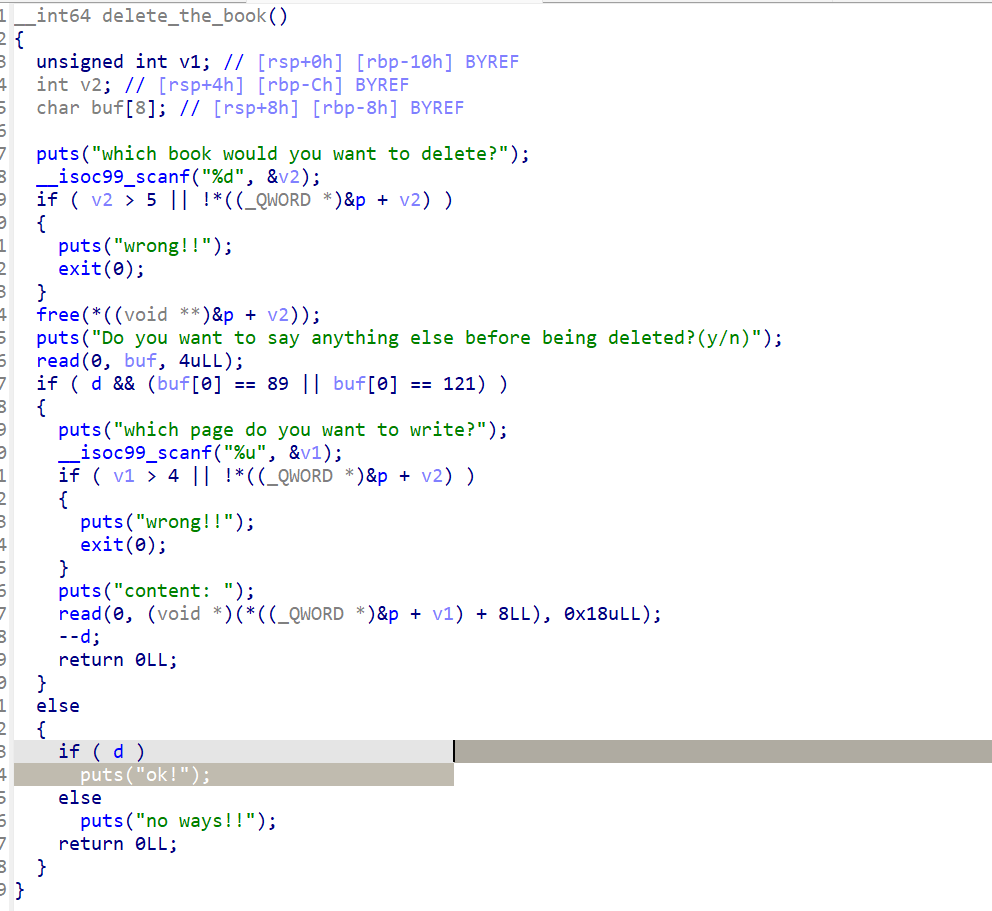 1 __int64 delete_the_book()
2 {
3 unsigned int v1; // [rsp+0h] [rbp-10h] BYREF
4 int v2; // [rsp+4h] [rbp-Ch] BYREF
5 char buf[8]; // [rsp+8h] [rbp-8h] BYREF
6
7 puts("which book would you want to delete?");
8 __isoc99_scanf("%d", &v2);
9 if ( v2 > 5 || !*((_QWORD *)&p + v2) )
0 {
1 puts("wrong!!");
2 exit(0);
3 }
4 free(*((void **)&p + v2));
5 puts("Do you want to say anything else before being deleted?(y/n)");
6 read(0, buf, 4uLL);
7 if ( d && (buf[0] == 89 || buf[0] == 121) )
8 {
9 puts("which page do you want to write?");
0 __isoc99_scanf("%u", &v1);
1 if ( v1 > 4 || !*((_QWORD *)&p + v2) )
2 {
3 puts("wrong!!");
4 exit(0);
5 }
6 puts("content: ");
7 read(0, (void *)(*((_QWORD *)&p + v1) + 8LL), 0x18uLL);
8 --d;
9 return 0LL;
0 }
1 else
2 {
3 if ( d )
4 puts("ok!");
5 else
6 puts("no ways!!");
7 return 0LL;
8 }
9 }